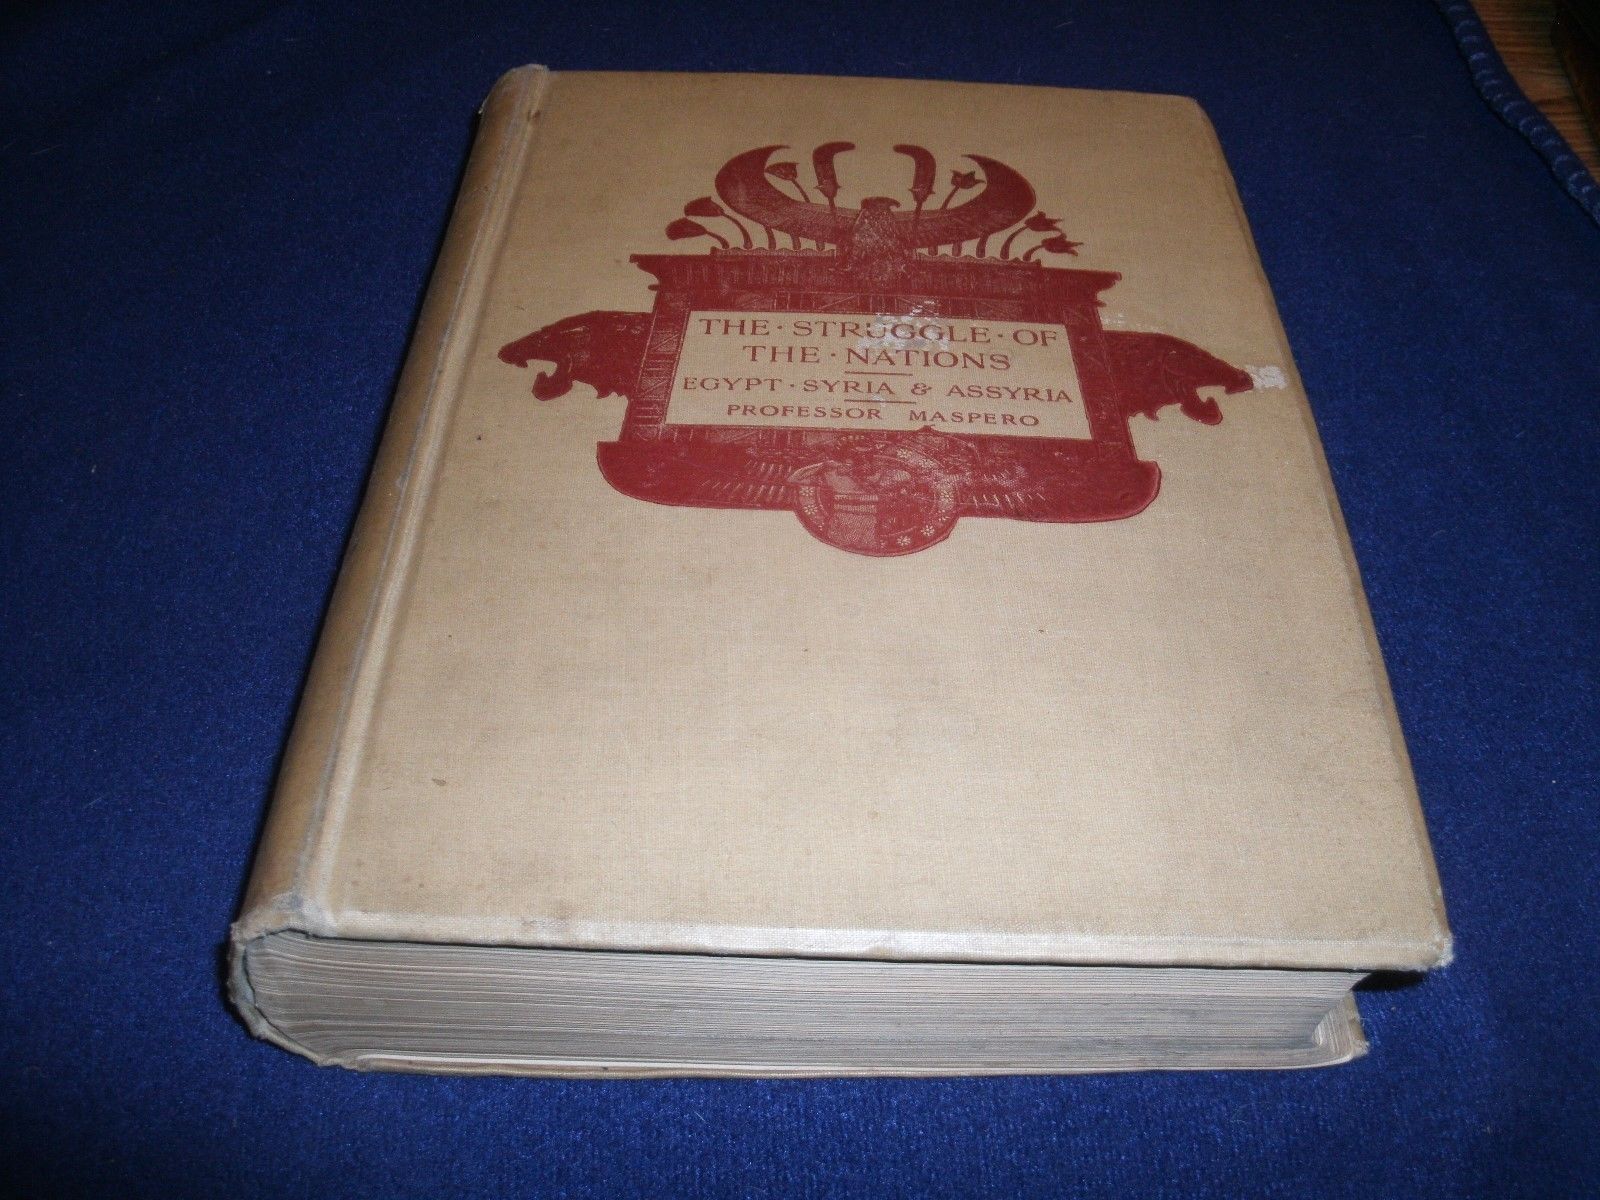 THE · STRUGGLE · OF
THE · NATIONS
EGYPT · SYRIA & ASSYRIA
PROFESSOR MASPERO